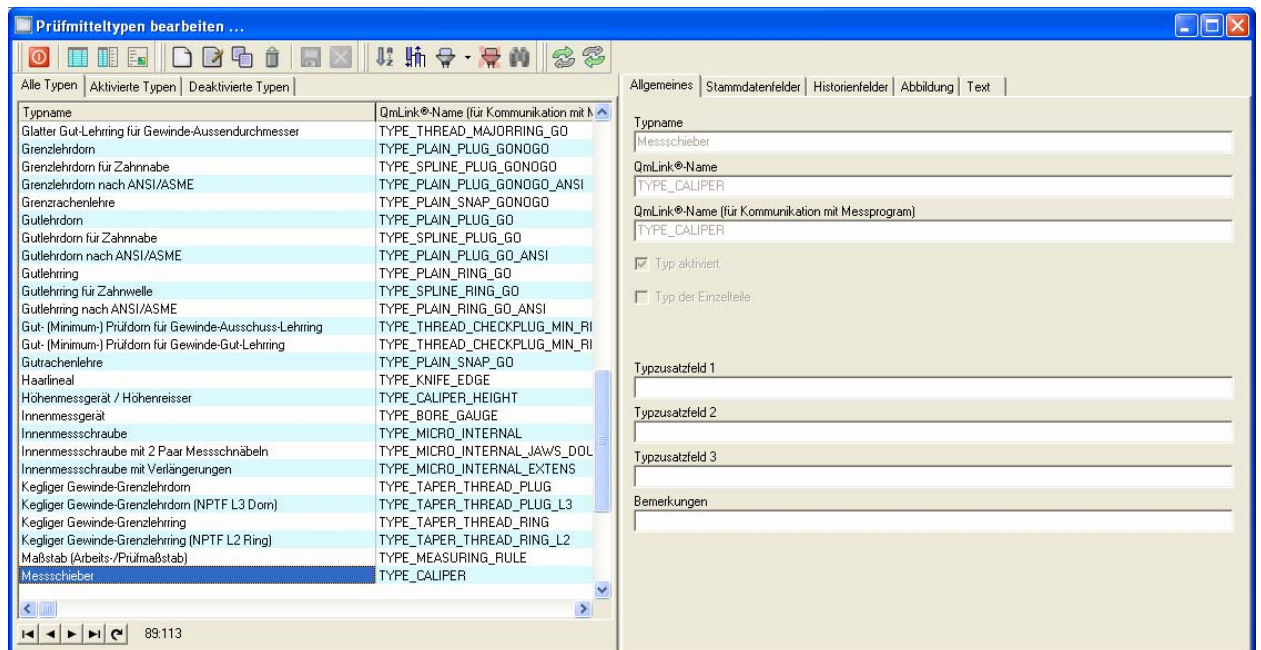 Prüfmitteltypen bearbeiten ...
Alle Typen Aktivierte Typen Deaktivierte Typen
Typname QmLink®-Name (für Kommunikation mit
Glatter Gut-Lehrring für Gewinde-Aussendurchmesser TYPE_THREAD_MAJORRING_GO
Grenzlehrdorn TYPE_PLAIN_PLUG_GONOGO
Grenzlehrdorn für Zahnnabe TYPE_SPLINE_PLUG_GONOGO
Grenzlehrdorn nach ANSI/ASME TYPE_PLAIN_PLUG_GONOGO_ANSI
Grenzrachenlehre TYPE_PLAIN_SNAP_GONOGO
Gutlehrdorn TYPE_PLAIN_PLUG_GO
Gutlehrdorn für Zahnnabe TYPE_SPLINE_PLUG_GO
Gutlehrdorn nach ANSI/ASME TYPE_PLAIN_PLUG_GO_ANSI
Gutlehrring TYPE_PLAIN_RING_GO
Gutlehrring für Zahnwelle TYPE_SPLINE_RING_GO
Gutlehrring nach ANSI/ASME TYPE_PLAIN_RING_GO_ANSI
Gut- (Minimum-) Prüfdorn für Gewinde-Ausschuss-Lehrring TYPE_THREAD_CHECKPLUG_MIN_RI
Gut- (Minimum-) Prüfdorn für Gewinde-Gut-Lehrring TYPE_THREAD_CHECKPLUG_MIN_RI
Gutrachenlehre TYPE_PLAIN_SNAP_GO
Haarlineal TYPE_KNIFE_EDGE
Höhenmessgerät / Höhenreisser TYPE_CALIPER_HEIGHT
Innenmessgerät TYPE_BORE_GAUGE
Innenmessschraube TYPE_MICRO_INTERNAL
Innenmessschraube mit 2 Paar Messschnäbeln TYPE_MICRO_INTERNAL_JAWS_DOU
Innenmessschraube mit Verlängerungen TYPE_MICRO_INTERNAL_EXTENS
Kegliger Gewinde-Grenzlehrdorn TYPE_TAPER_THREAD_PLUG
Kegliger Gewinde-Grenzlehrdorn (NPTF L3 Dorn) TYPE_TAPER_THREAD_PLUG_L3
Kegliger Gewinde-Grenzlehrring TYPE_TAPER_THREAD_RING
Kegliger Gewinde-Grenzlehrring (NPTF L2 Ring) TYPE_TAPER_THREAD_RING_L2
Maßstab (Arbeits-/Prüfmaßstab) TYPE_MEASURING_RULE
Messschieber TYPE_CALIPER
89:113
Allgemeines Stammdatenfelder Historienfelder Abbildung Text
Typname
Messschieber
QmLink®-Name
TYPE_CALIPER
QmLink®-Name (für Kommunikation mit Messprogram)
TYPE_CALIPER
Typ aktiviert
Typ der Einzelteile
Typzusatzfeld 1
Typzusatzfeld 2
Typzusatzfeld 3
Bemerkungen